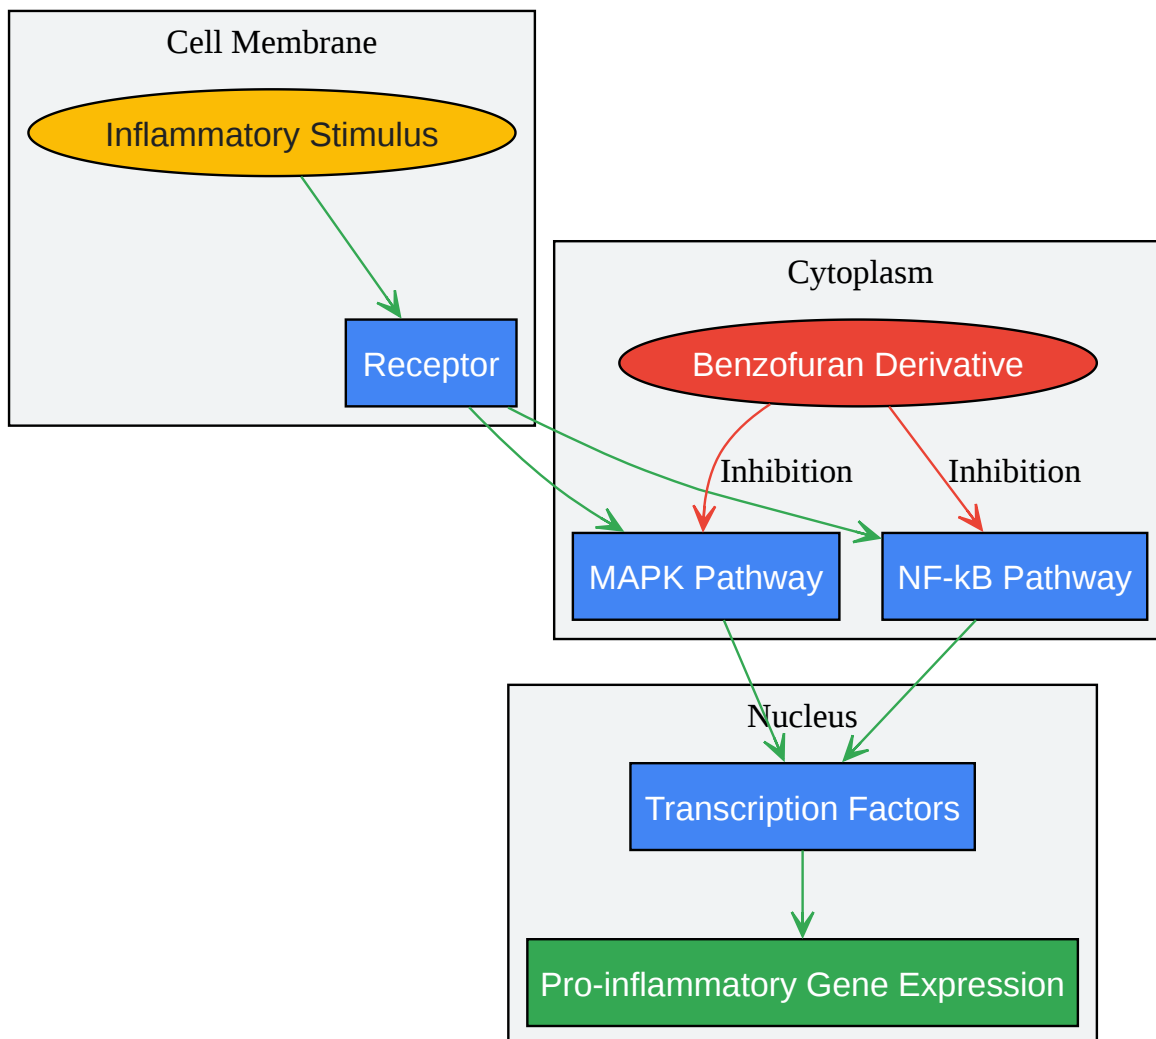 Cell Membrane
Inflammatory Stimulus
Receptor
Cytoplasm
Benzofuran Derivative
Inhibition
Inhibition
MAPK Pathway
NF-kB Pathway
Nucleus
Transcription Factors
Pro-inflammatory Gene Expression